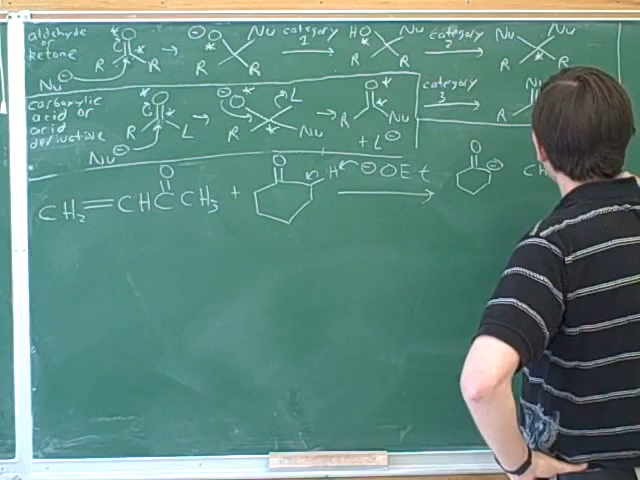 aldehyde or ketone
Nu⊖ R O R → ⊖O Nu R R category 1 → HO Nu R R category 2 → Nu Nu R R
category 3 → R
carboxylic acid or acid derivative
Nu⊖ R O L → ⊖O L R Nu → O R Nu + L⊖
CH₂=CHCCH₃ O + O H ⊖OEt → O ⊖ CH